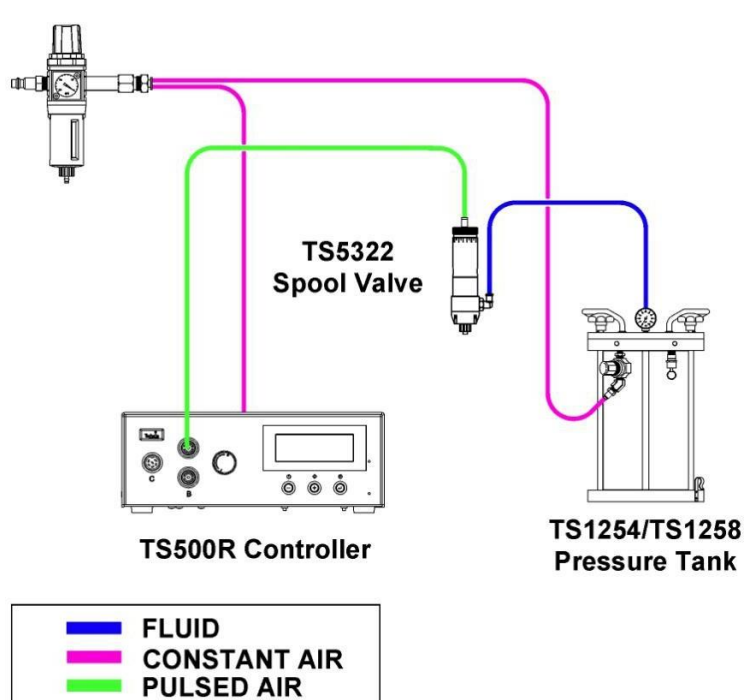 TS5322
Spool Valve
C
B
TS500R Controller
TS1254/TS1258
Pressure Tank
FLUID
CONSTANT AIR
PULSED AIR